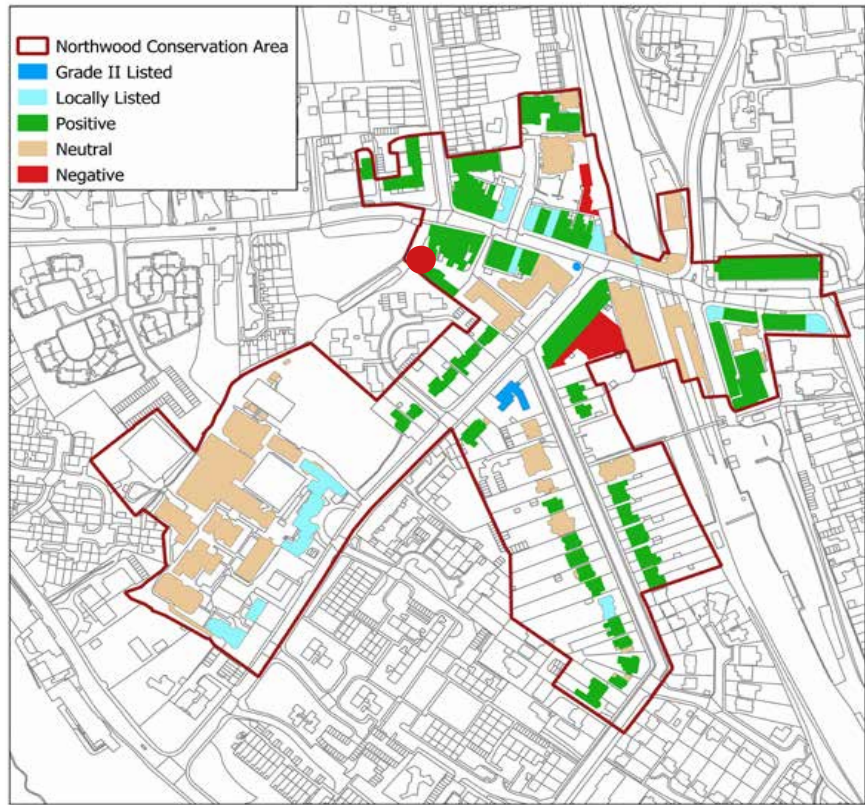 Northwood Conservation Area
Grade II Listed
Locally Listed
Positive
Neutral
Negative